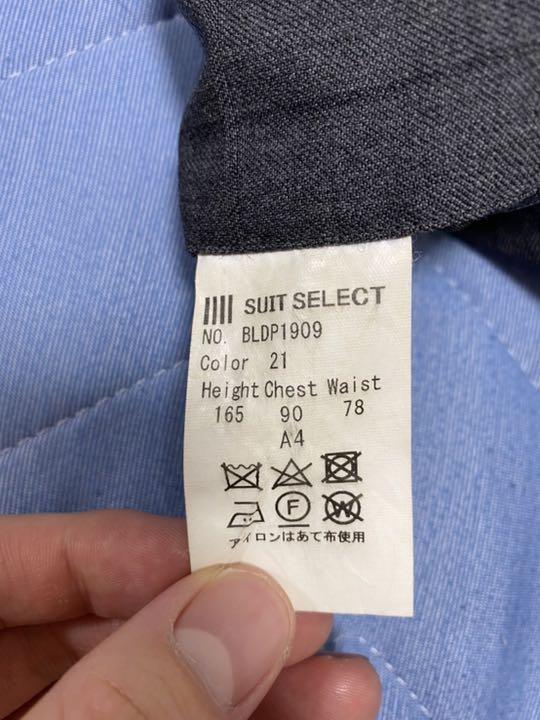 SUIT SELECT
NO. BLDP1909
Color 21
Height Chest Waist
165 90 78
A4
F W
アイロンはあて布使用